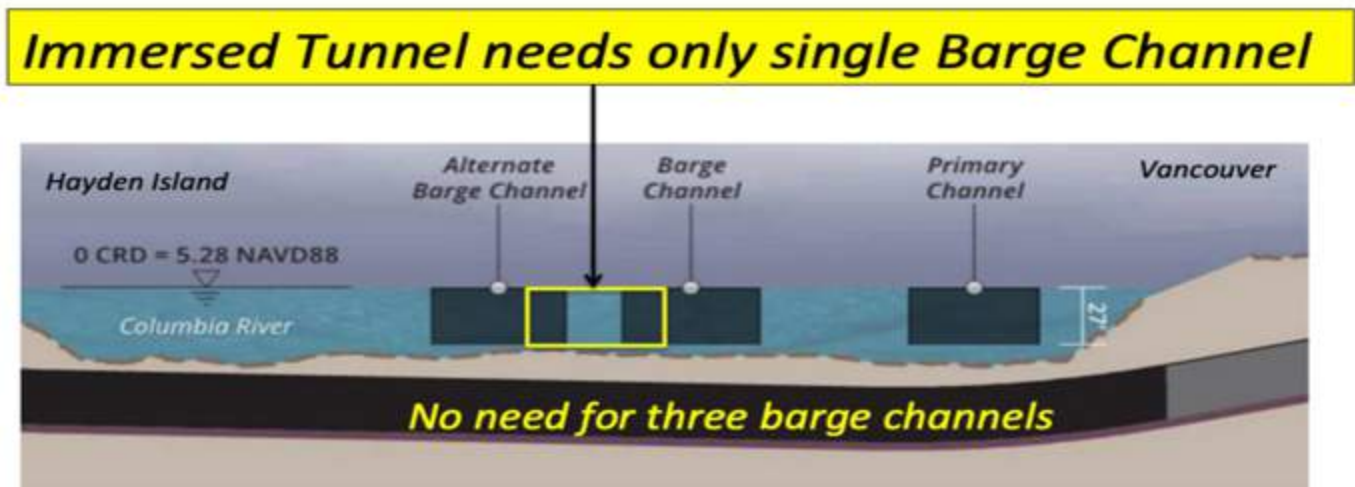 Immersed Tunnel needs only single Barge Channel
Hayden Island
Alternate
Barge Channel
Barge
Channel
Primary
Channel
Vancouver
0 CRD = 5.28 NAVD88
Columbia River
27'
No need for three barge channels